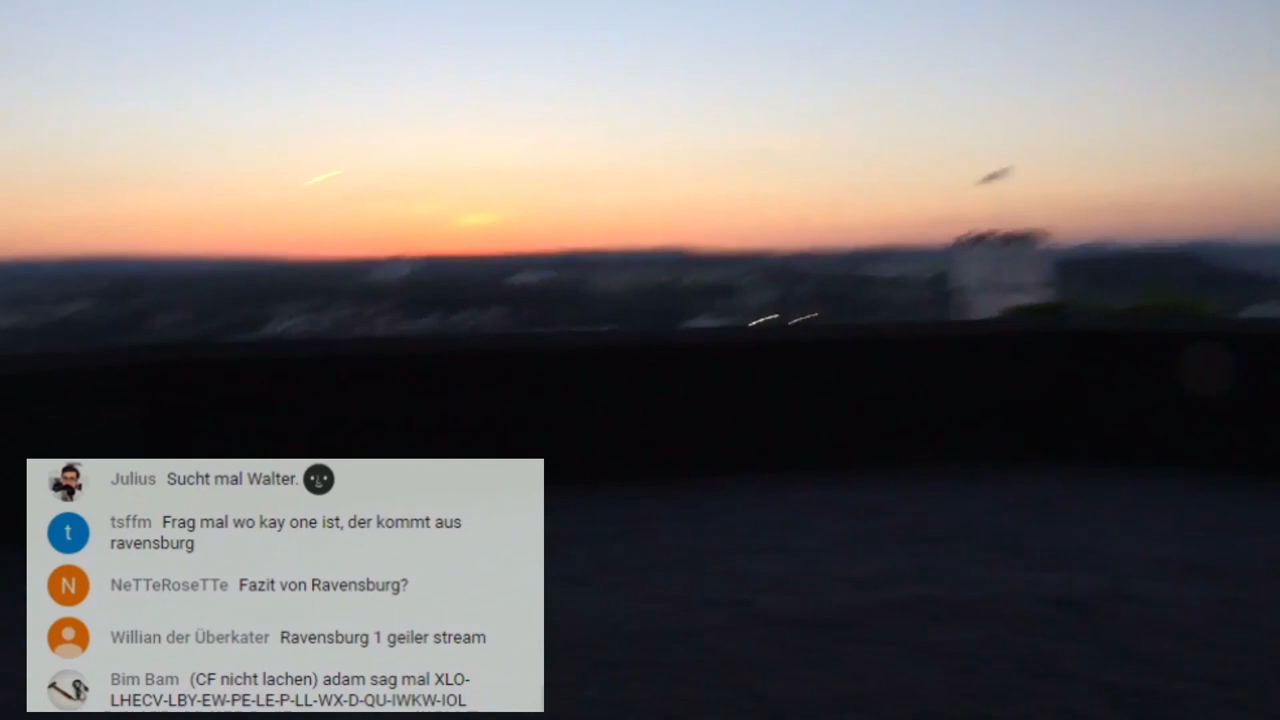 Julius Sucht mal Walter.
tsffm Frag mal wo kay one ist, der kommt aus
ravensburg
N NeTTeRoseTTe Fazit von Ravensburg?
Willian der Überkater Ravensburg 1 geiler stream
Bim Bam (CF nicht lachen) adam sag mal XLO-
LHECV-LBY-EW-PE-LE-P-LL-WX-D-QU-IWKW-IOL